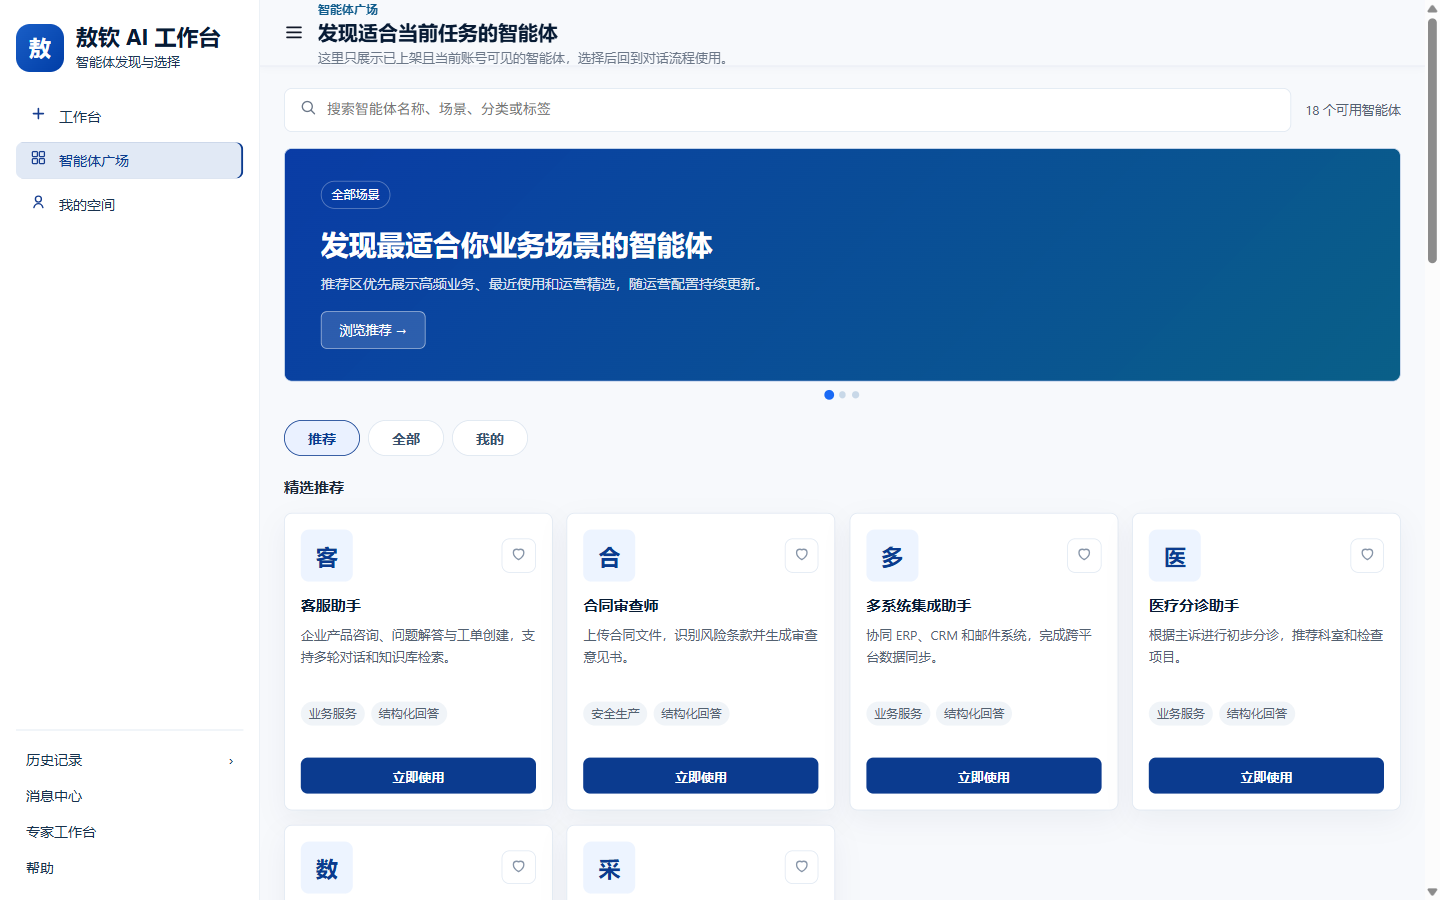 敖
敖钦 AI 工作台
智能体发现与选择
工作台
智能体广场
我的空间
历史记录
消息中心
专家工作台
帮助
智能体广场
发现适合当前任务的智能体
这里只展示已上架且当前账号可见的智能体，选择后回到对话流程使用。
搜索智能体名称、场景、分类或标签
18 个可用智能体
全部场景
发现最适合你业务场景的智能体
推荐区优先展示高频业务、最近使用和运营精选，随运营配置持续更新。
浏览推荐 →
推荐
全部
我的
精选推荐
客
客服助手
企业产品咨询、问题解答与工单创建，支
持多轮对话和知识库检索。
业务服务
结构化回答
立即使用
合
合同审查师
上传合同文件，识别风险条款并生成审查
意见书。
安全生产
结构化回答
立即使用
多
多系统集成助手
协同 ERP、CRM 和邮件系统，完成跨平
台数据同步。
业务服务
结构化回答
立即使用
医
医疗分诊助手
根据主诉进行初步分诊，推荐科室和检查
项目。
业务服务
结构化回答
立即使用
数
采